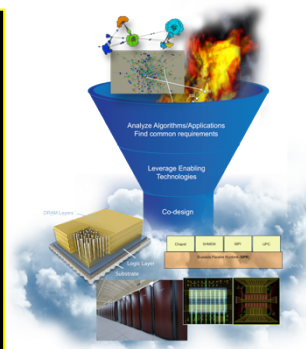 Analyze Algorithms/Applications
Find common requirements
Leverage Enabling
Technologies
Co-design
DRAM Layers
Chapel SHMEM MPI UPC
Logic Layer
Substrate